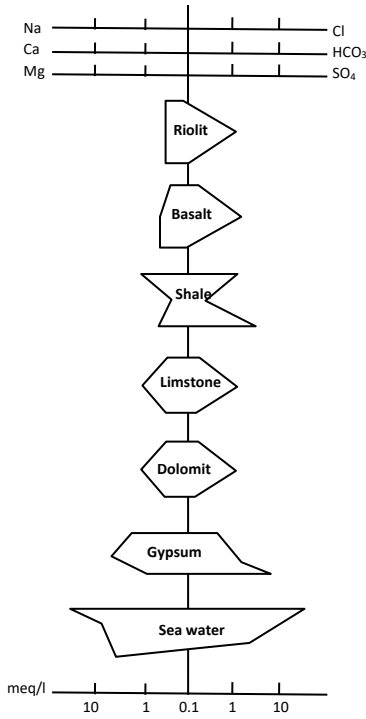 Na Cl
Ca HCO₃
Mg SO₄
Riolit
Basalt
Shale
Limstone
Dolomit
Gypsum
Sea water
meq/l
10 1 0.1 1 10